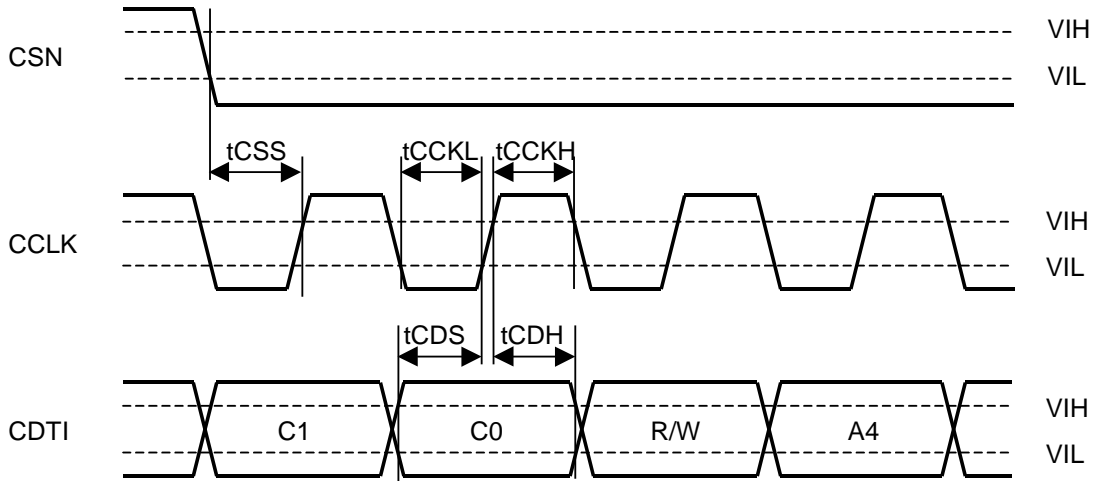 CSN
VIH
VIL
tCSS
tCCKL
tCCKH
CCLK
VIH
VIL
tCDS
tCDH
CDTI
C1
C0
R/W
A4
VIH
VIL